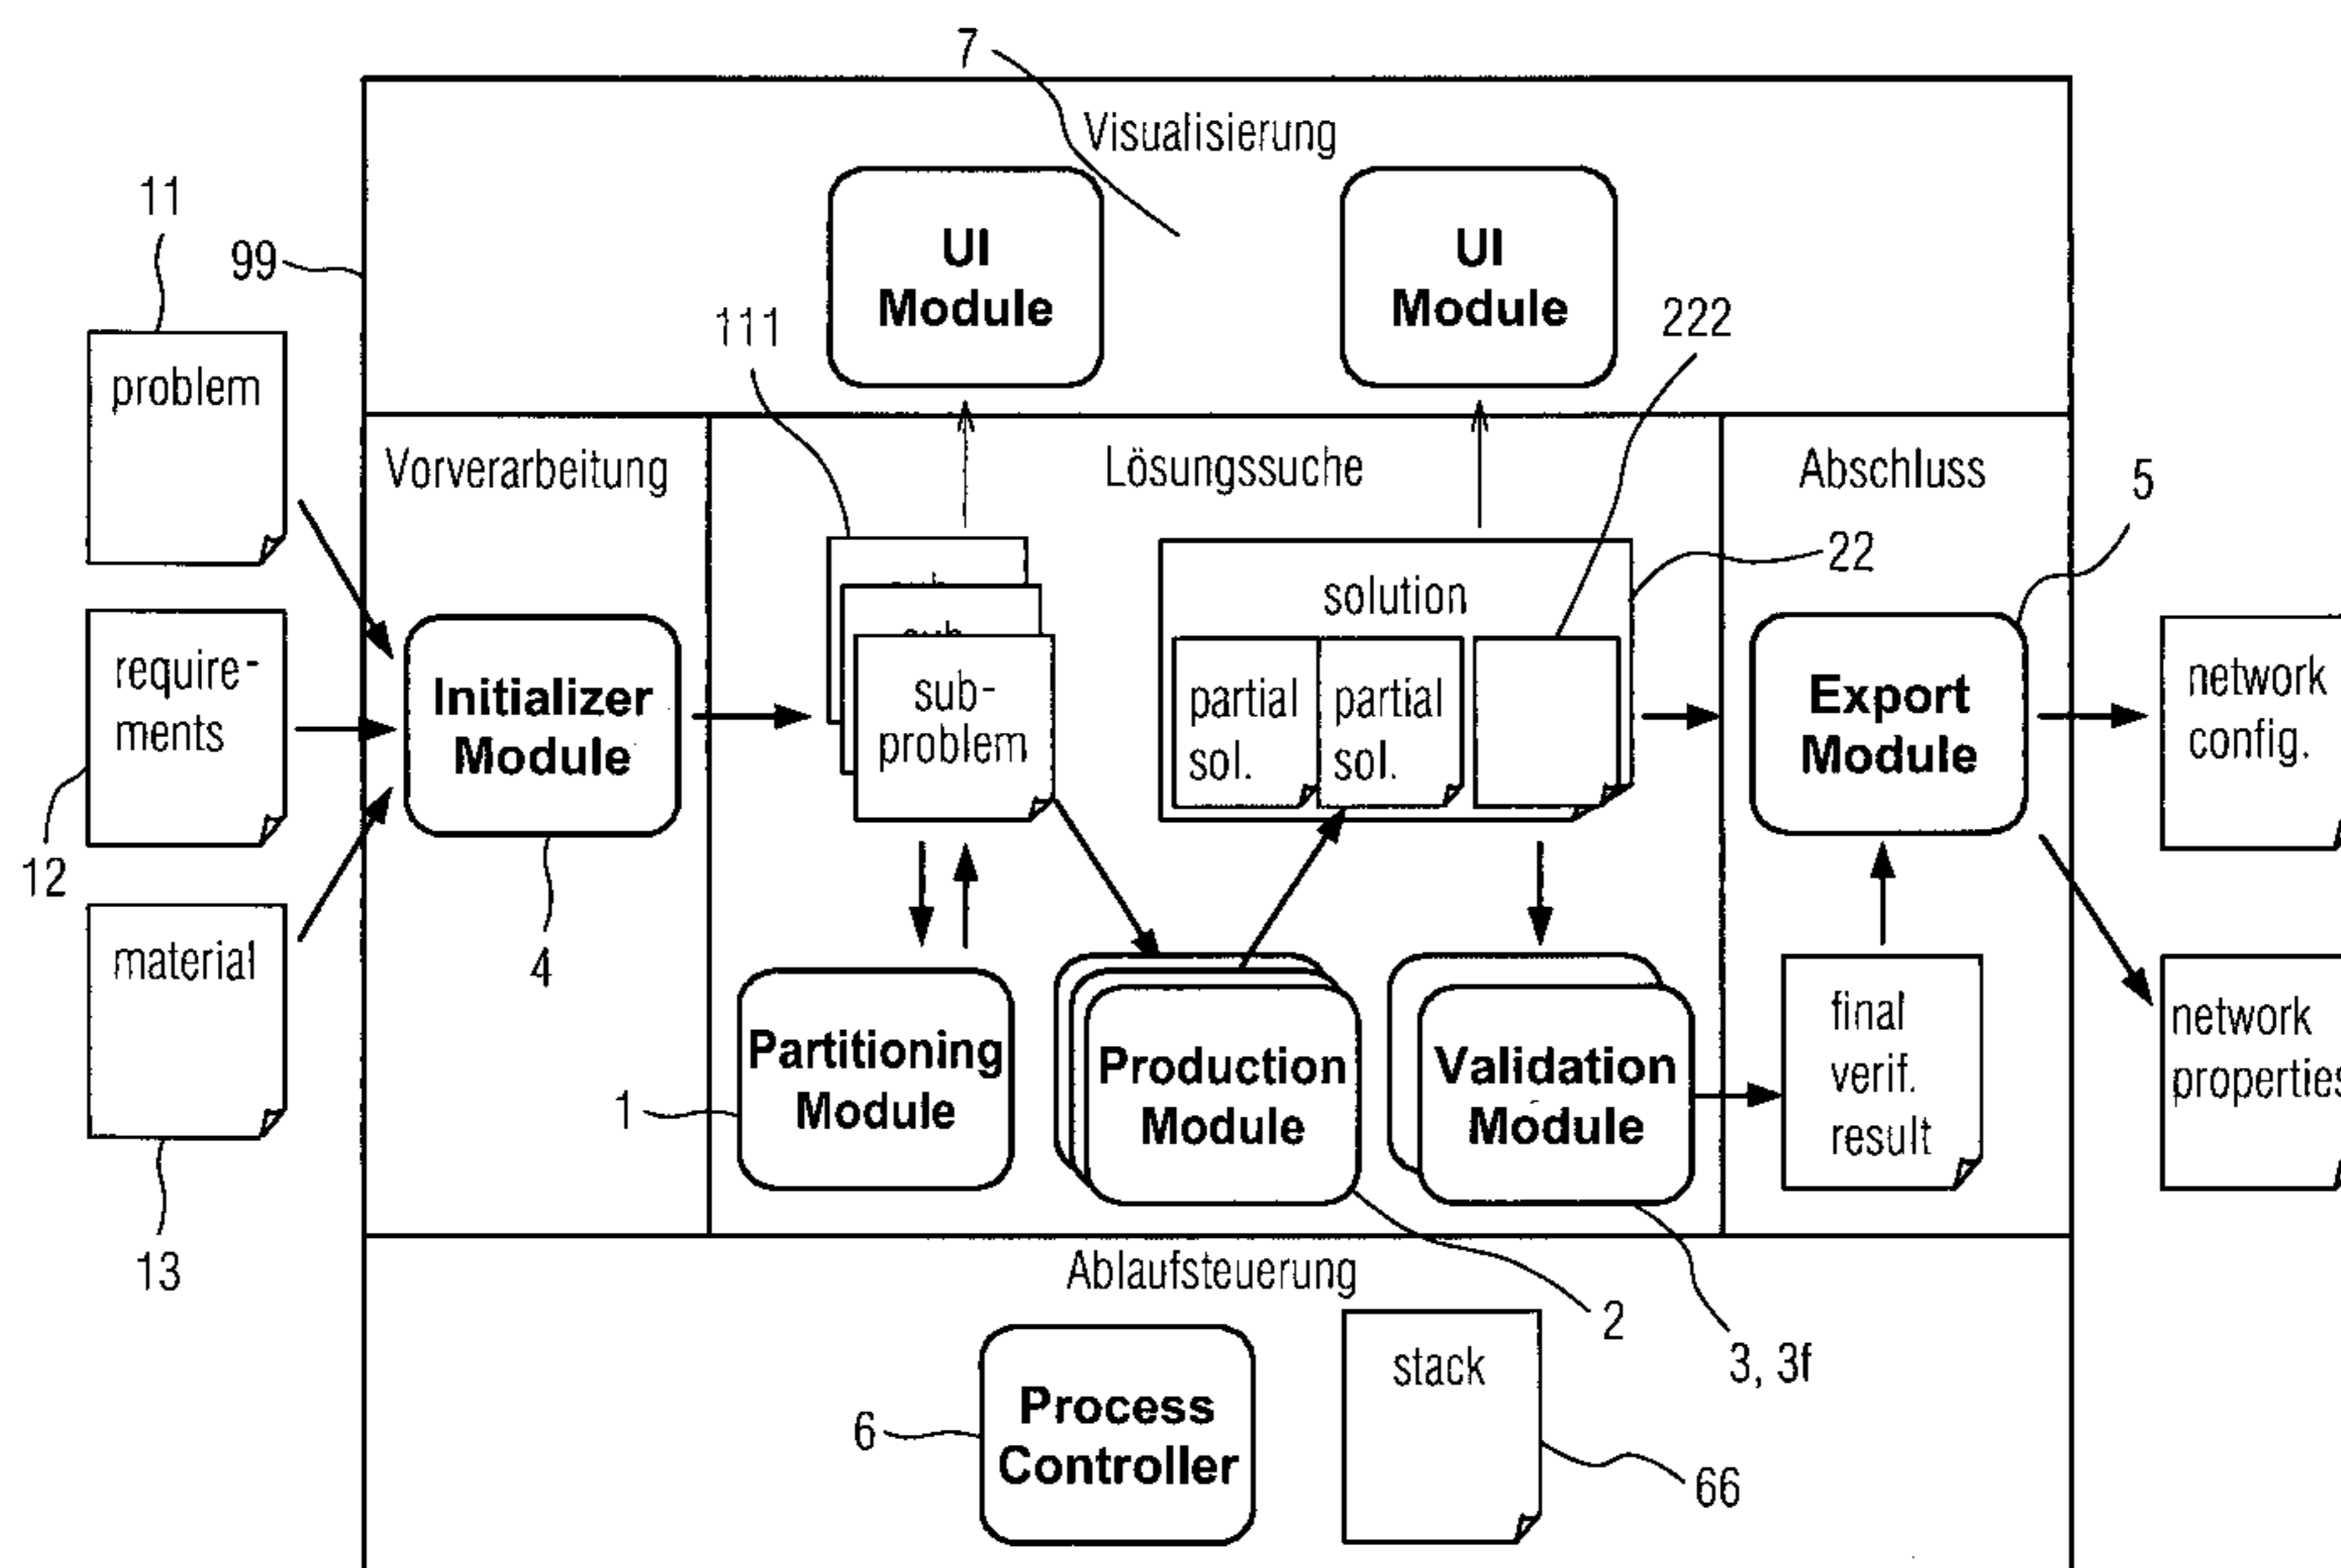 7
Visualisierung
11
99
UI
Module
UI
Module
111
222
problem
Vorverarbeitung
Lösungssuche
Abschluss
5
22
solution
require-
ments
Initializer
Module
sub-
problem
partial
sol.
partial
sol.
Export
Module
network
config.
12
4
material
Partitioning
Module
1
Production
Module
Validation
Module
final
verif.
result
network
properties
13
Ablaufsteuerung
2
3, 3f
Process
Controller
6
stack
66